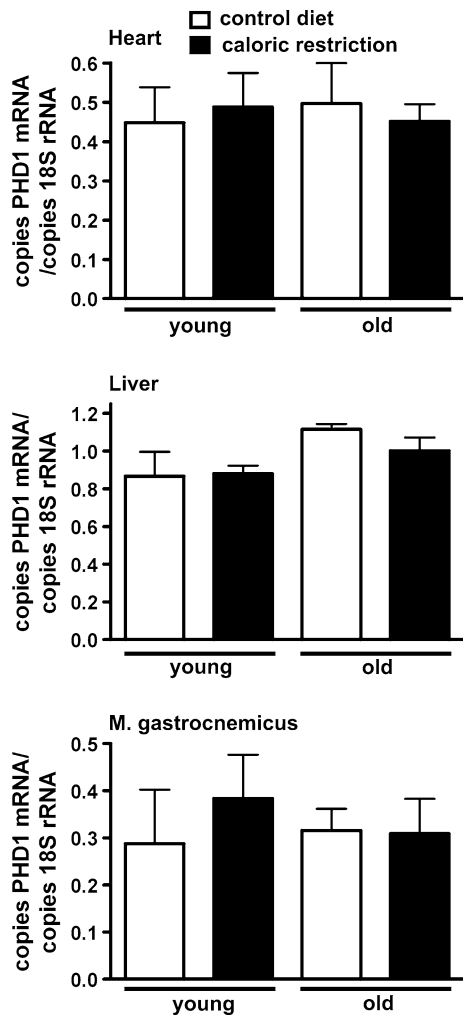 control diet
Heart
caloric restriction
copies PHD1 mRNA
/copies 18S rRNA
0.6
0.5
0.4
0.3
0.2
0.1
0.0
young old
Liver
copies PHD1 mRNA/
copies 18S rRNA
1.2
1.0
0.8
0.6
0.4
0.2
0.0
young old
M. gastrocnemicus
copies PHD1 mRNA/
copies 18S rRNA
0.5
0.4
0.3
0.2
0.1
0.0
young old